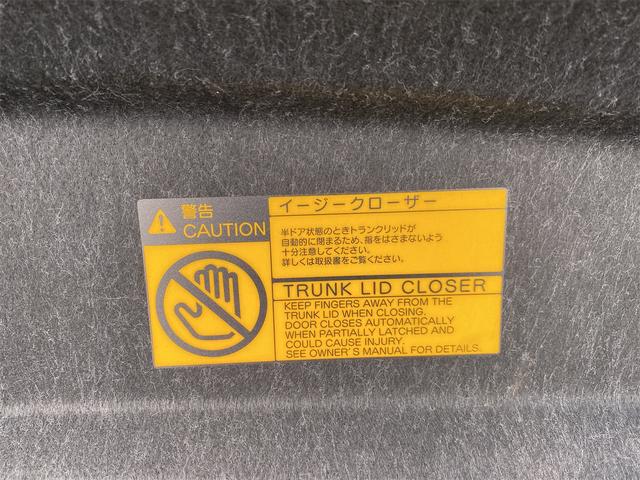 警告
CAUTION
イージークローザー
半ドア状態のときトランクリッドが
自動的に閉まるため、指をはさまないよう
十分注意してください。
詳しくは取扱書をご覧ください。
TRUNK LID CLOSER
KEEP FINGERS AWAY FROM THE
TRUNK LID WHEN CLOSING.
DOOR CLOSES AUTOMATICALLY
WHEN PARTIALLY LATCHED AND
COULD CAUSE INJURY.
SEE OWNER'S MANUAL FOR DETAILS.